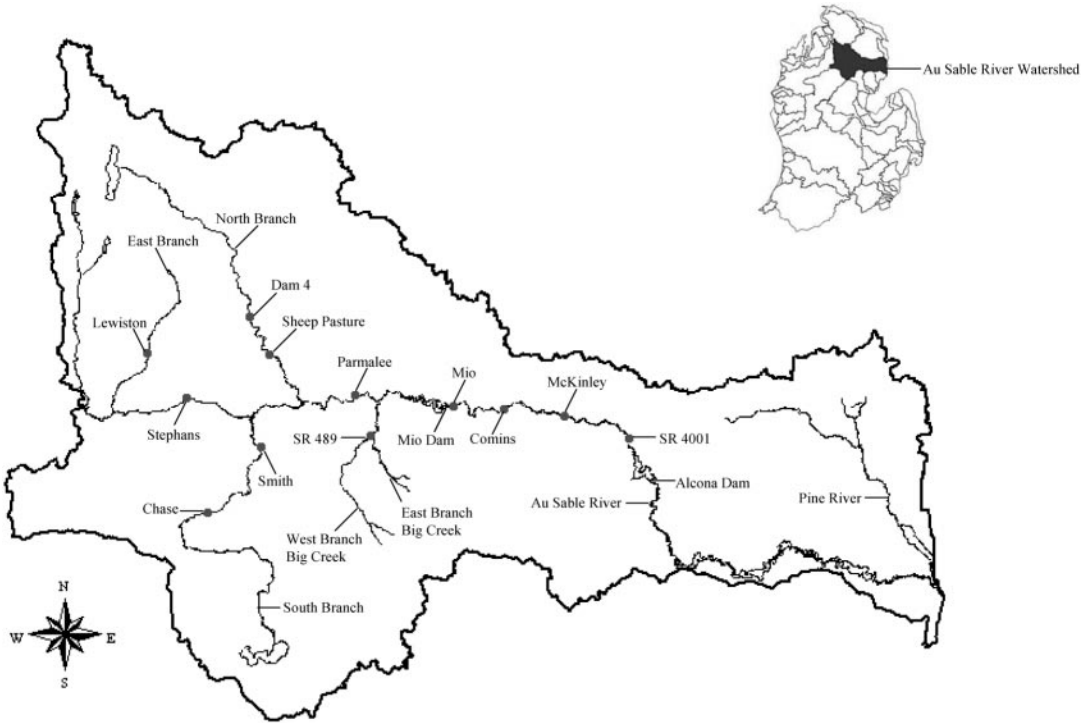 Au Sable River Watershed
North Branch
East Branch
Dam 4
Lewiston
Sheep Pasture
Parmalee
Mio
McKinley
Stephans
SR 489
Mio Dam
Comins
SR 4001
Smith
Alcona Dam
Chase
Au Sable River
Pine River
East Branch
Big Creek
West Branch
Big Creek
South Branch
N
W
E
S